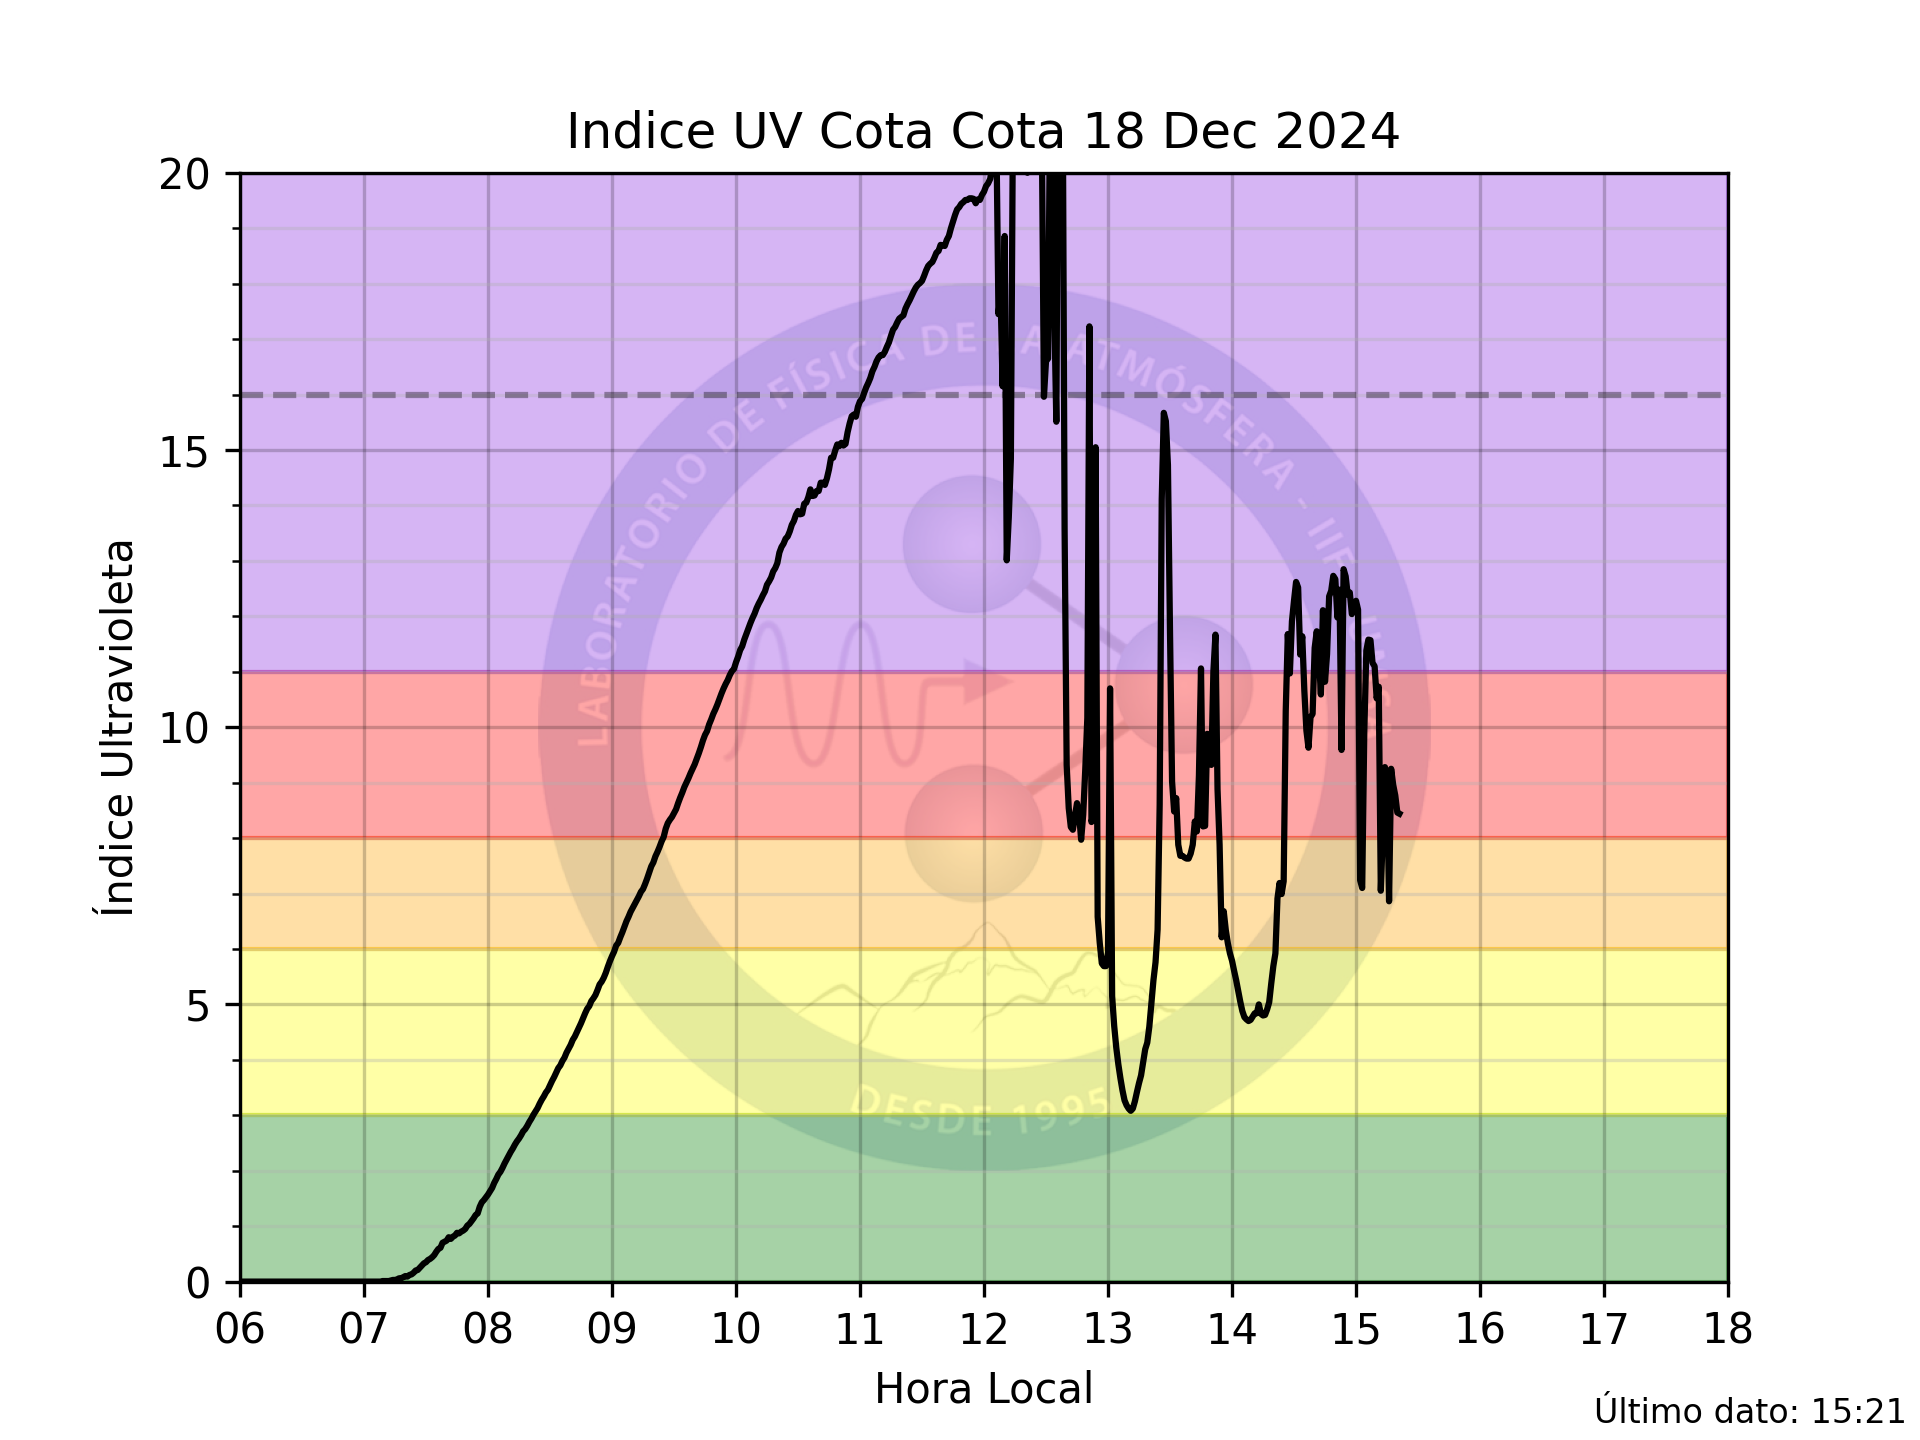 Indice UV Cota Cota 18 Dec 2024
20
15
10
5
0
Índice Ultravioleta
LABORATORIO DE FÍSICA DE LA ATMÓSFERA - IIF
DESDE 1995
06 07 08 09 10 11 12 13 14 15 16 17 18
Hora Local
Último dato: 15:21